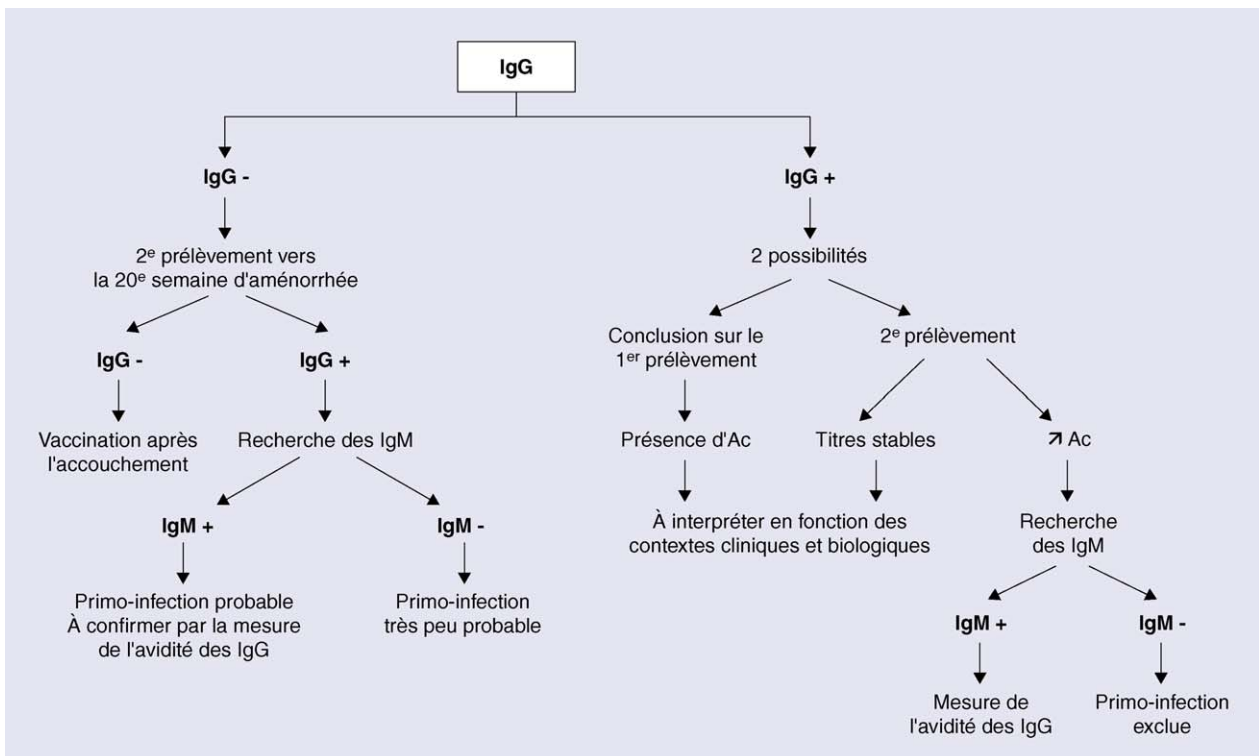 IgG
IgG -
IgG +
2e prélèvement vers
la 20e semaine d'aménorrhée
2 possibilités
IgG -
IgG +
Conclusion sur le
1er prélèvement
2e prélèvement
Vaccination après
l'accouchement
Recherche des IgM
Présence d'Ac
Titres stables
↗ Ac
IgM +
IgM -
À interpréter en fonction des
contextes cliniques et biologiques
Recherche
des IgM
Primo-infection probable
À confirmer par la mesure
de l'avidité des IgG
Primo-infection
très peu probable
IgM +
IgM -
Mesure de
l'avidité des IgG
Primo-infection
exclue